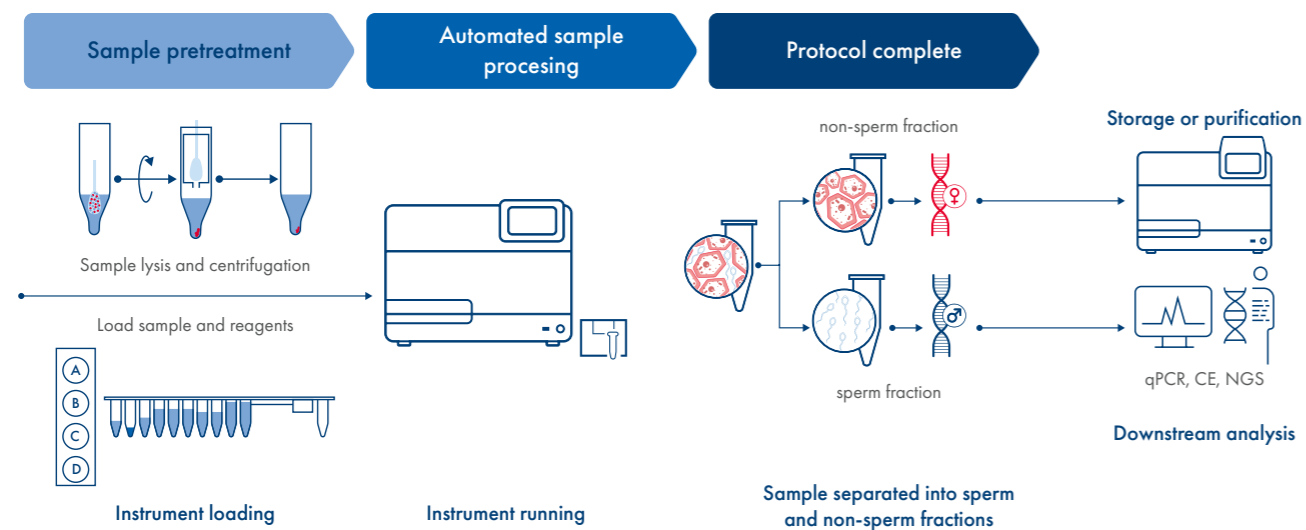 Sample pretreatment
Automated sample
procesing
Protocol complete
non-sperm fraction
Storage or purification
Sample lysis and centrifugation
Load sample and reagents
A
B
C
D
sperm fraction
qPCR, CE, NGS
Downstream analysis
Instrument loading
Instrument running
Sample separated into sperm
and non-sperm fractions